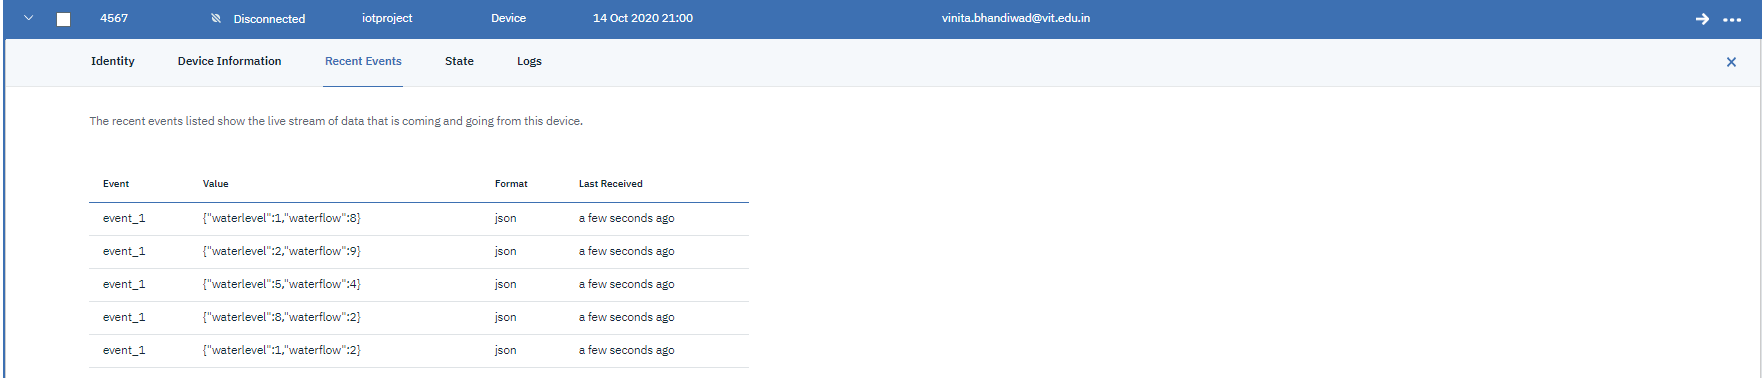 4567 Disconnected iotproject Device 14 Oct 2020 21:00 vinita.bhandiwad@vit.edu.in
Identity Device Information Recent Events State Logs
The recent events listed show the live stream of data that is coming and going from this device.
Event Value Format Last Received
event_1 {"waterlevel":1,"waterflow":8} json a few seconds ago
event_1 {"waterlevel":2,"waterflow":9} json a few seconds ago
event_1 {"waterlevel":5,"waterflow":4} json a few seconds ago
event_1 {"waterlevel":8,"waterflow":2} json a few seconds ago
event_1 {"waterlevel":1,"waterflow":2} json a few seconds ago